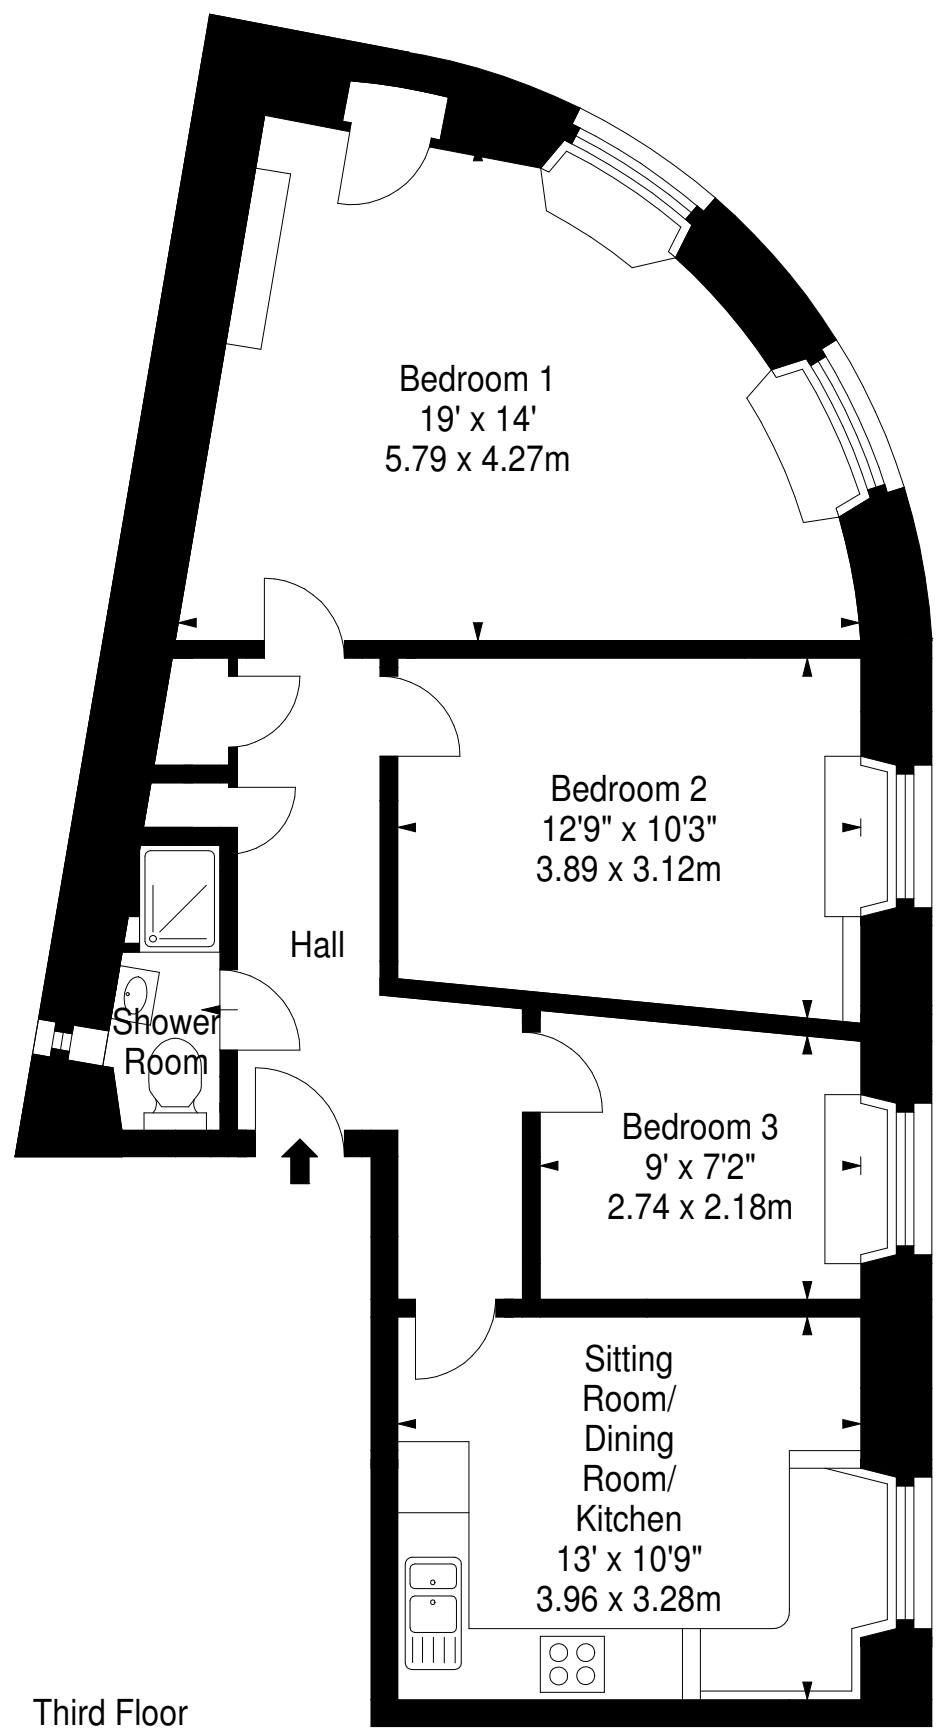 Bedroom 1
19' x 14'
5.79 x 4.27m
Bedroom 2
12'9" x 10'3"
3.89 x 3.12m
Hall
Shower
Room
Bedroom 3
9' x 7'2"
2.74 x 2.18m
Sitting
Room/
Dining
Room/
Kitchen
13' x 10'9"
3.96 x 3.28m
Third Floor